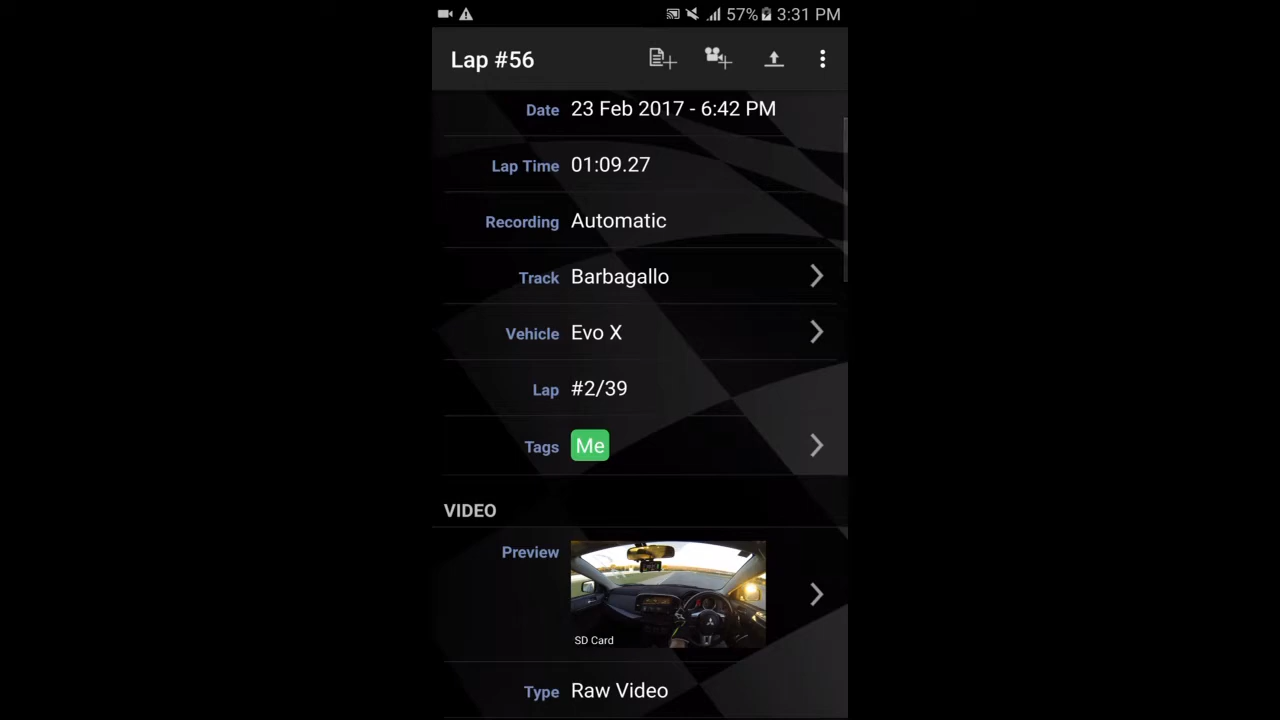 57% 3:31 PM
Lap #56
Date 23 Feb 2017 - 6:42 PM
Lap Time 01:09.27
Recording Automatic
Track Barbagallo
Vehicle Evo X
Lap #2/39
Tags Me
VIDEO
Preview
SD Card
Type Raw Video